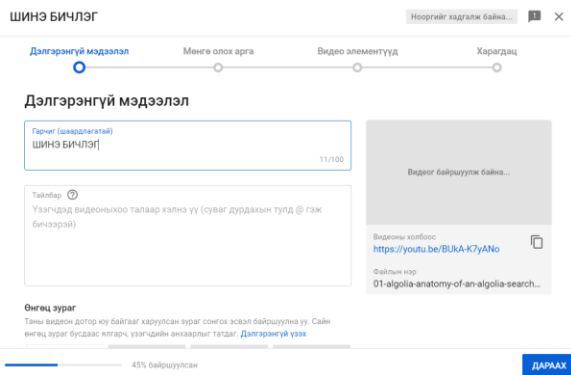 ШИНЭ БИЧЛЭГ
Нооргийг хадгалж байна...
Дэлгэрэнгүй мэдээлэл
Мөнгө олох арга
Видео элементүүд
Харагдац
Дэлгэрэнгүй мэдээлэл
Гарчиг (шаардлагатай)
ШИНЭ БИЧЛЭГ
11/100
Тайлбар
Үзэгчдэд видеоныхоо талаар кэлнэ үү (суваг дурдахын тулд @ гэж
бичээрэй)
Видеог байршуулж байна...
Видеоны холбоос
https://youtu.be/BUkA-K7yANo
Файлын нэр
01-algolia-anatomy-of-an-algolia-search...
Өнгөц зураг
Таны видеон дотор юу байгааг харуулсан зураг сонгох эсвэл байршуулна уу. Сайн
өнгөц зураг бусдаас ялгарч, үзэгчийн анхаарлыг татдаг. Дэлгэрэнгүй үзэх
45% байршуулсан
ДАРААХ